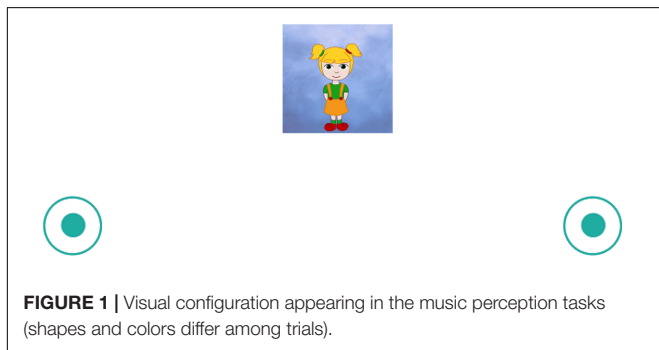 FIGURE 1 | Visual configuration appearing in the music perception tasks
(shapes and colors differ among trials).